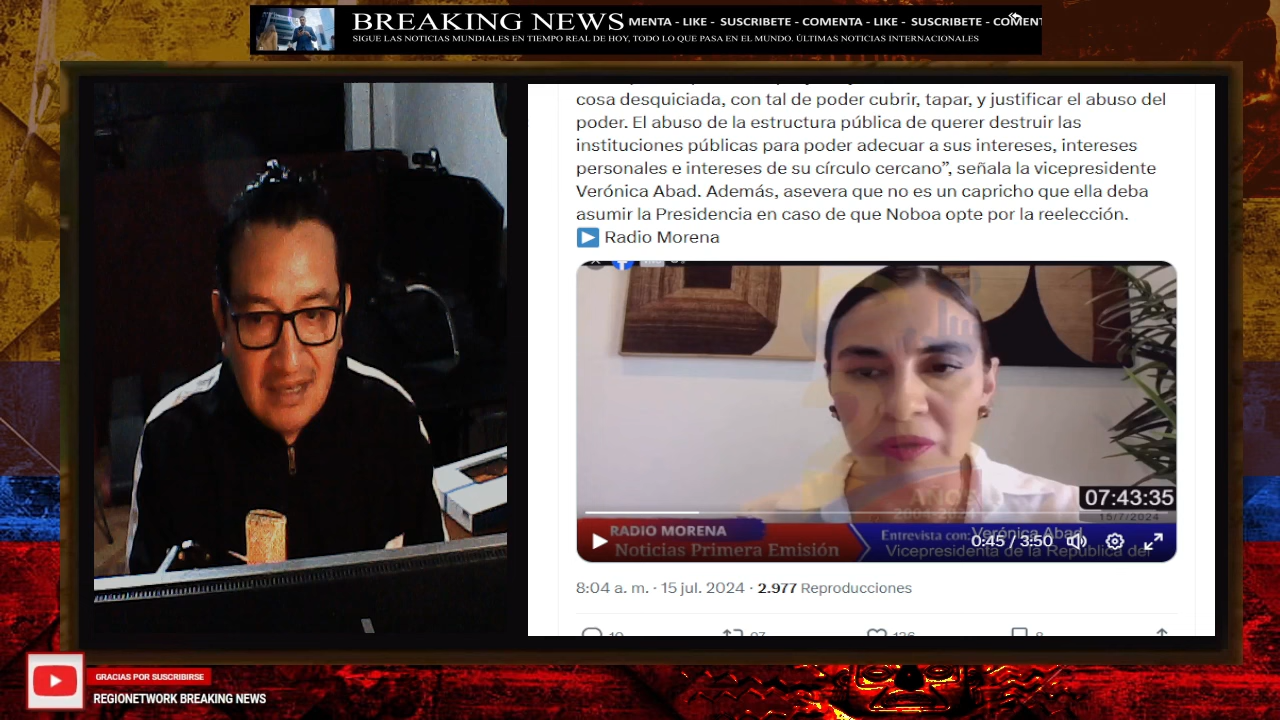 BREAKING NEWS
MENTA - LIKE - SUSCRIBETE - COMENTA - LIKE - SUSCRIBETE - COMENT
SIGUE LAS NOTICIAS MUNDIALES EN TIEMPO REAL DE HOY, TODO LO QUE PASA EN EL MUNDO. ÚLTIMAS NOTICIAS INTERNACIONALES
cosa desquiciada, con tal de poder cubrir, tapar, y justificar el abuso del
poder. El abuso de la estructura pública de querer destruir las
instituciones públicas para poder adecuar a sus intereses, intereses
personales e intereses de su círculo cercano”, señala la vicepresidente
Verónica Abad. Además, asevera que no es un capricho que ella deba
asumir la Presidencia en caso de que Noboa opte por la reelección.
Radio Morena
AÑOS
07:43:35
15/7/2024
RADIO MORENA
Noticias Primera Emisión
Entrevista con: Verónica Abad
Vicepresidenta de la República del
0:45 / 3:50
8:04 a. m. · 15 jul. 2024 · 2.977 Reproducciones
GRACIAS POR SUSCRIBIRSE
REGIONETWORK BREAKING NEWS